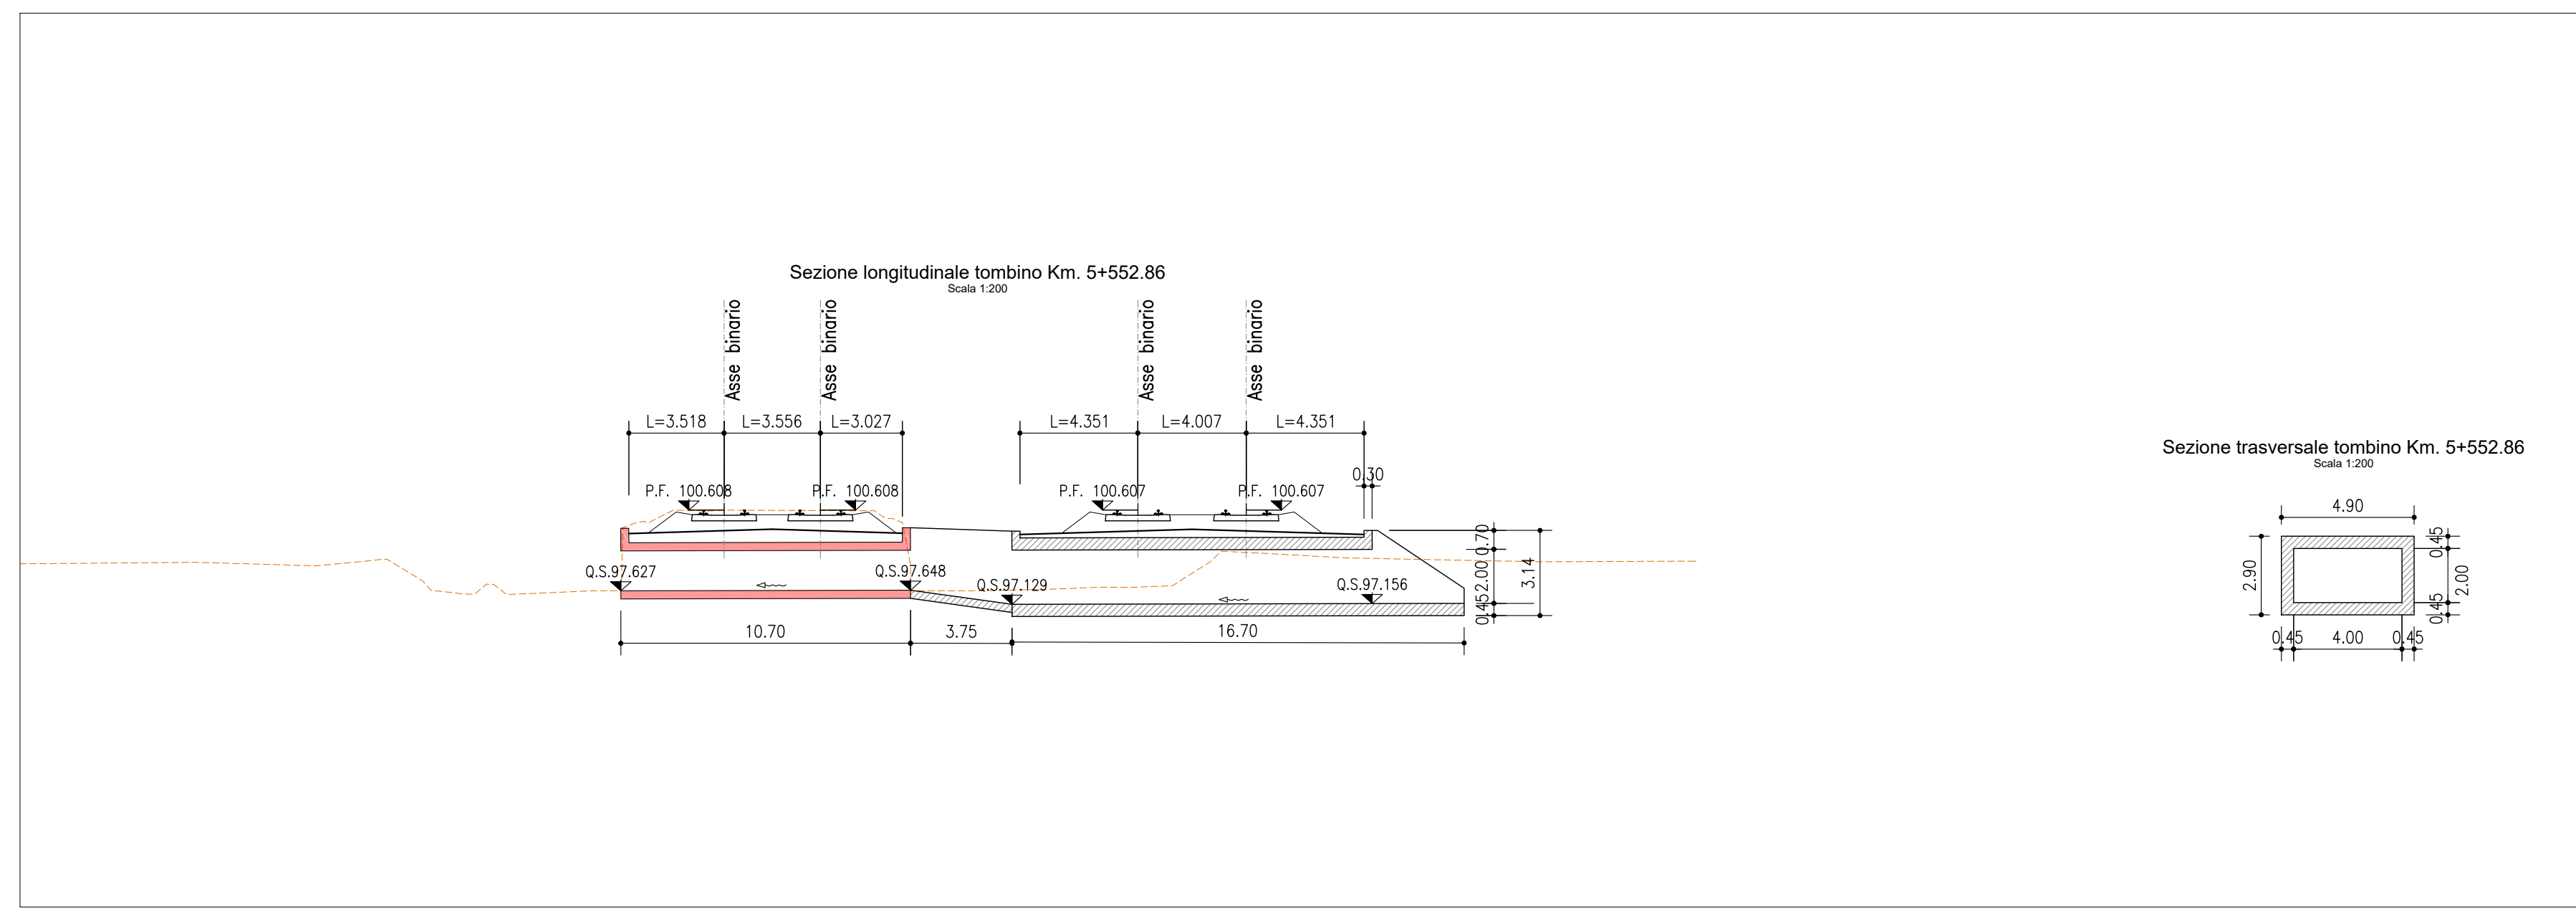 Sezione longitudinale tombino Km. 5+552.86
Scala 1:200
Asse binario
Asse binario
Asse binario
Asse binario
L=3.518
L=3.556
L=3.027
L=4.351
L=4.007
L=4.351
0.30
P.F. 100.608
P.F. 100.608
P.F. 100.607
P.F. 100.607
0.70
2.00
0.45
3.14
Q.S.97.627
Q.S.97.648
Q.S.97.129
Q.S.97.156
10.70
3.75
16.70
Sezione trasversale tombino Km. 5+552.86
Scala 1:200
4.90
2.90
0.45
2.00
0.45
0.45
4.00
0.45